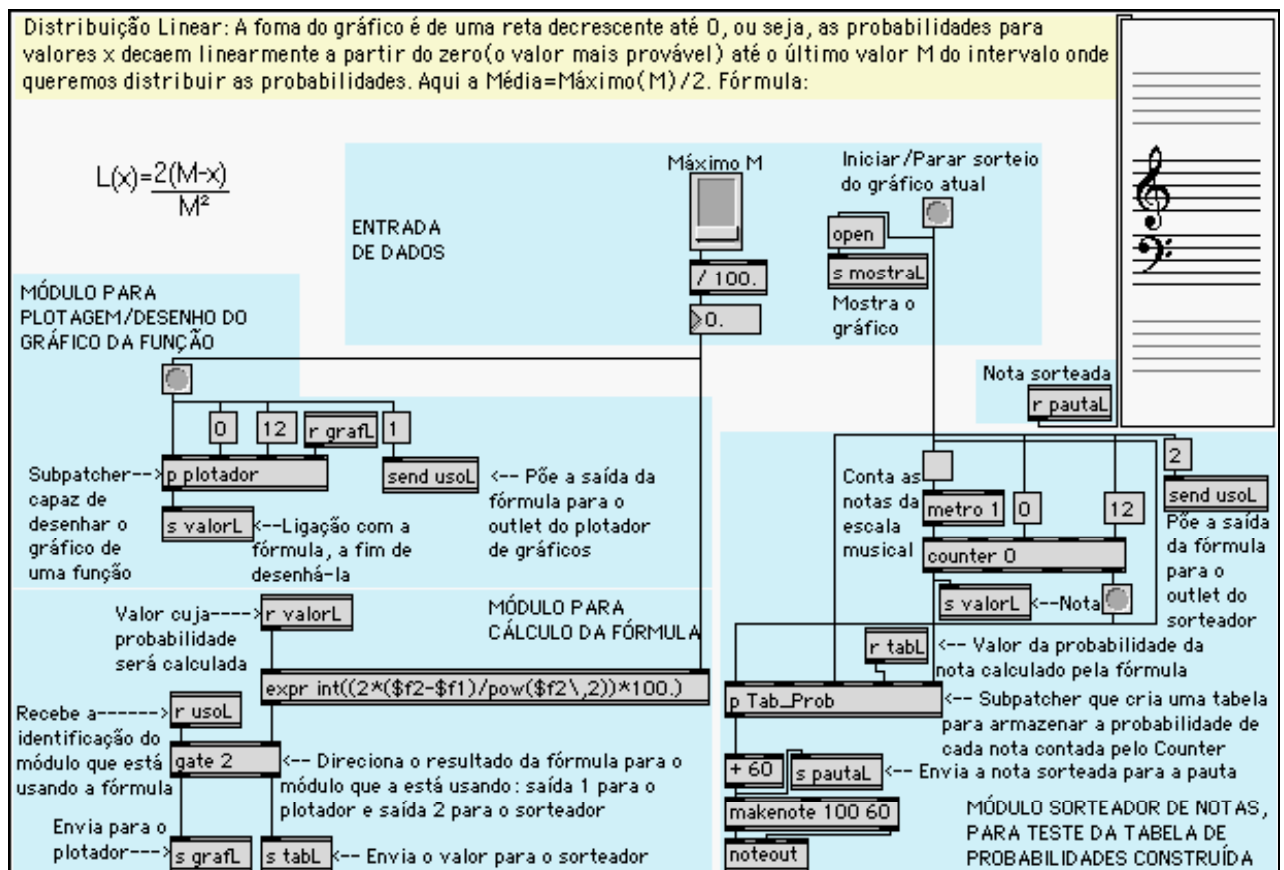 Distribuição Linear: A foma do gráfico é de uma reta decrescente até 0, ou seja, as probabilidades para
valores x decaem linearmente a partir do zero(o valor mais provável) até o último valor M do intervalo onde
queremos distribuir as probabilidades. Aqui a Média=Máximo(M)/2. Fórmula:
L(x)=2(M-x)
M²
ENTRADA
DE DADOS
Máximo M
/ 100.
0.
Iniciar/Parar sorteio
do gráfico atual
open
s mostraL
Mostra o
gráfico
Nota sorteada
r pautaL
MÓDULO PARA
PLOTAGEM/DESENHO DO
GRÁFICO DA FUNÇÃO
0
12
r grafL
1
Subpatcher-->
capaz de
desenhar o
gráfico de
uma função
p plotador
send usoL
<-- Põe a saída da
fórmula para o
outlet do plotador
de gráficos
s valorL
<--Ligação com a
fórmula, a fim de
desenhá-la
Valor cuja---->
probabilidade
será calculada
r valorL
MÓDULO PARA
CÁLCULO DA FÓRMULA
expr int((2*($f2-$f1)/pow($f2\,2))*100.)
Recebe a------>
identificação do
módulo que está
usando a fórmula
r usoL
gate 2
<-- Direciona o resultado da fórmula para o
módulo que a está usando: saída 1 para o
plotador e saída 2 para o sorteador
Envia para o
plotador--->
s grafL
s tabL
<-- Envia o valor para o sorteador
Conta as
notas da
escala
musical
metro 1
0
12
counter 0
2
send usoL
Põe a saída
da fórmula
para o
outlet do
sorteador
s valorL
<--Nota
r tabL
<-- Valor da probabilidade da
nota calculado pela fórmula
p Tab_Prob
<-- Subpatcher que cria uma tabela
para armazenar a probabilidade de
cada nota contada pelo Counter
+ 60
s pautaL
<-- Envia a nota sorteada para a pauta
makenote 100 60
noteout
MÓDULO SORTEADOR DE NOTAS,
PARA TESTE DA TABELA DE
PROBABILIDADES CONSTRUÍDA